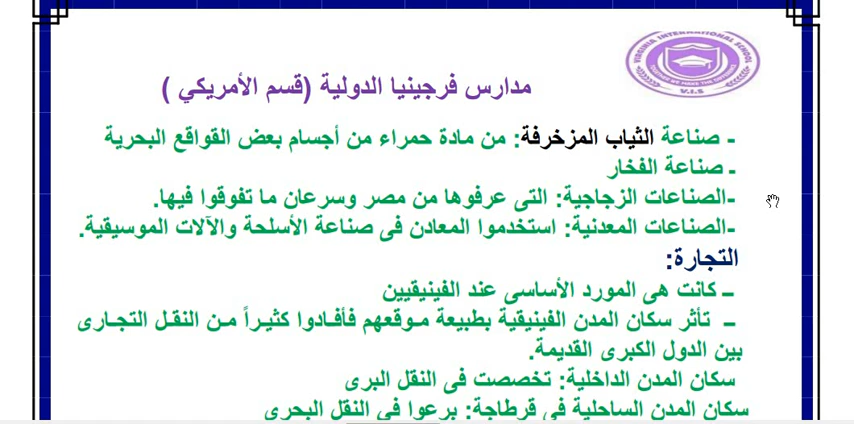 VIRGINIA INTERNATIONAL SCHOOL
V.I.S
مدارس فرجينيا الدولية (قسم الأمريكي )
- صناعة الثياب المزخرفة: من مادة حمراء من أجسام بعض القواقع البحرية
- صناعة الفخار
-الصناعات الزجاجية: التى عرفوها من مصر وسرعان ما تفوقوا فيها.
-الصناعات المعدنية: استخدموا المعادن فى صناعة الأسلحة والآلات الموسيقية.
التجارة:
– كانت هى المورد الأساسى عند الفينيقيين
– تأثر سكان المدن الفينيقية بطبيعة موقعهم فأفادوا كثيراً من النقل التجارى
بين الدول الكبرى القديمة.
سكان المدن الداخلية: تخصصت فى النقل البرى
سكان المدن الساحلية فى قرطاجة: برعوا فى النقل البحرى